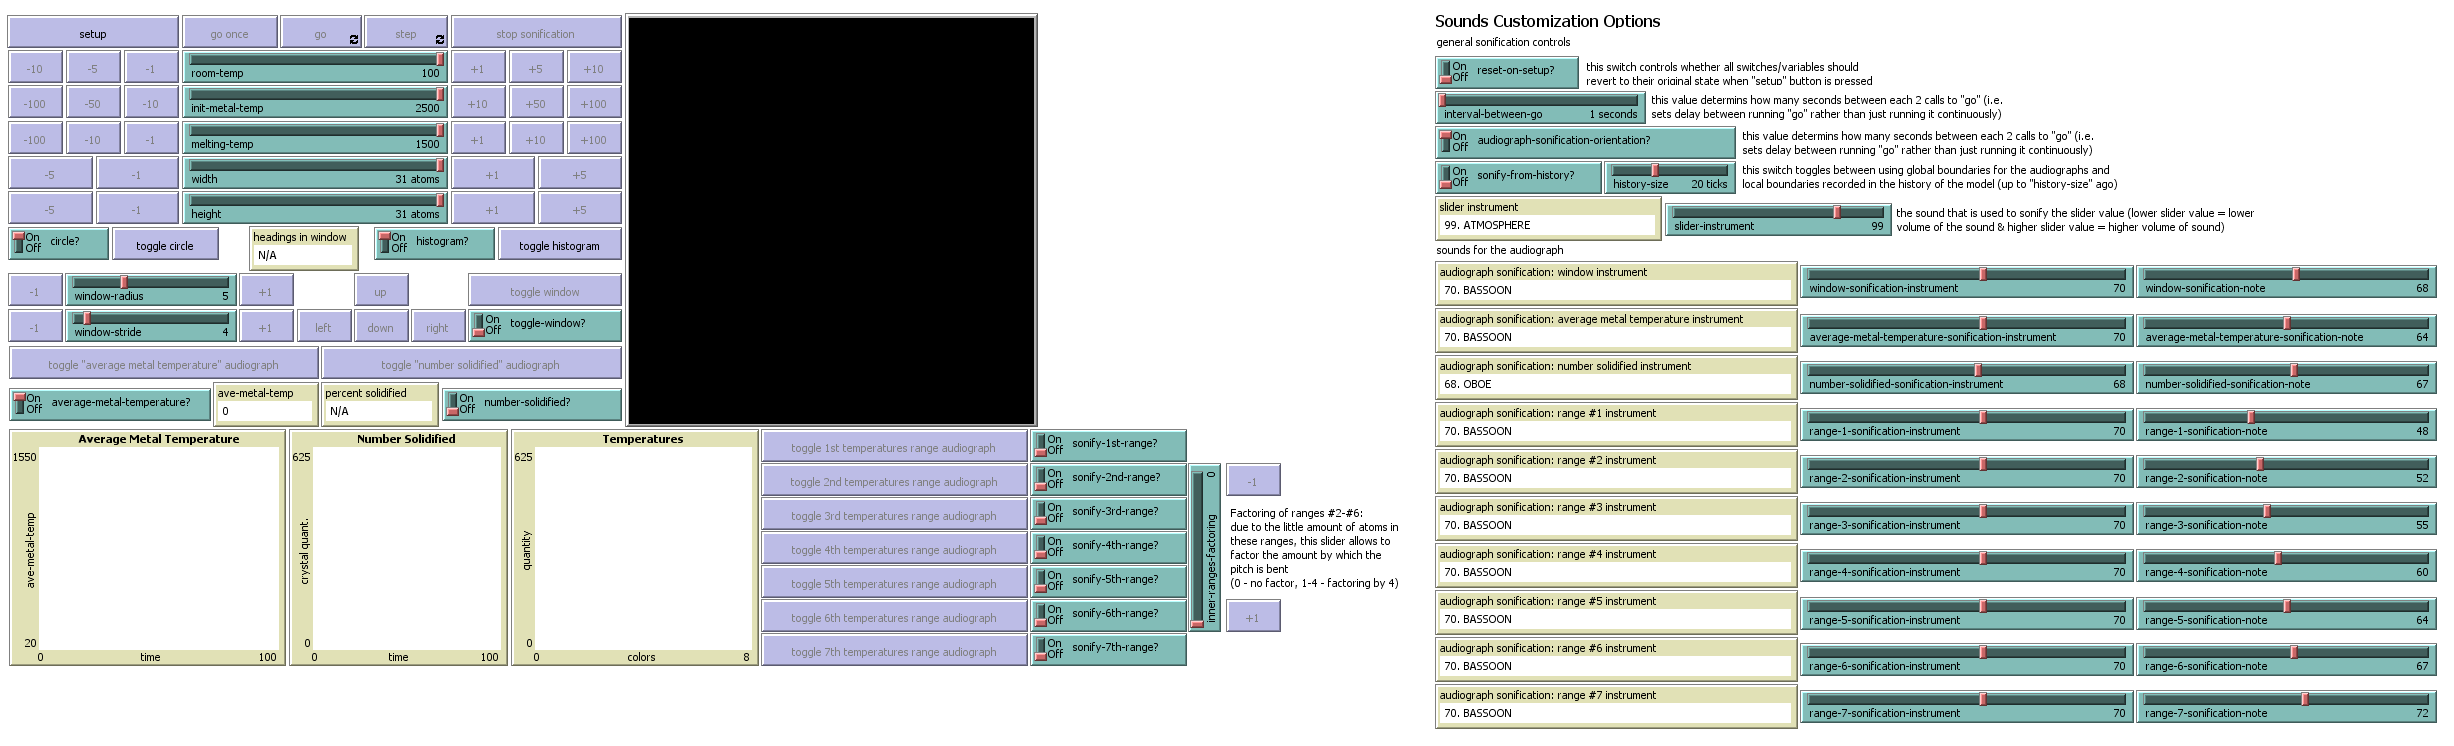 setup
go once
go
step
stop sonification
-10
-5
-1
room-temp 100
+1
+5
+10
-100
-50
-10
init-metal-temp 2500
+10
+50
+100
-100
-10
-1
melting-temp 1500
+1
+10
+100
-5
-1
width 31 atoms
+1
+5
-5
-1
height 31 atoms
+1
+5
On
Off
circle?
toggle circle
headings in window
N/A
On
Off
histogram?
toggle histogram
-1
window-radius 5
+1
up
toggle window
-1
window-stride 4
+1
left
down
right
On
Off
toggle-window?
toggle "average metal temperature" audiograph
toggle "number solidified" audiograph
On
Off
average-metal-temperature?
ave-metal-temp
0
percent solidified
N/A
On
Off
number-solidified?
Average Metal Temperature
1550
ave-metal-temp
20
0
time
100
Number Solidified
625
crystal quant.
0
0
time
100
Temperatures
625
quantity
0
0
colors
8
toggle 1st temperatures range audiograph
On
Off
sonify-1st-range?
toggle 2nd temperatures range audiograph
On
Off
sonify-2nd-range?
toggle 3rd temperatures range audiograph
On
Off
sonify-3rd-range?
toggle 4th temperatures range audiograph
On
Off
sonify-4th-range?
toggle 5th temperatures range audiograph
On
Off
sonify-5th-range?
toggle 6th temperatures range audiograph
On
Off
sonify-6th-range?
toggle 7th temperatures range audiograph
On
Off
sonify-7th-range?
inner-ranges-factoring 0
-1
Factoring of ranges #2-#6:
due to the little amount of atoms in
these ranges, this slider allows to
factor the amount by which the
pitch is bent
(0 - no factor, 1-4 - factoring by 4)
+1
Sounds Customization Options
general sonification controls
On
Off
reset-on-setup?
this switch controls whether all switches/variables should
revert to their original state when "setup" button is pressed
interval-between-go 1 seconds
this value determins how many seconds between each 2 calls to "go" (i.e.
sets delay between running "go" rather than just running it continuously)
On
Off
audiograph-sonification-orientation?
this value determins how many seconds between each 2 calls to "go" (i.e.
sets delay between running "go" rather than just running it continuously)
On
Off
sonify-from-history?
history-size 20 ticks
this switch toggles between using global boundaries for the audiographs and
local boundaries recorded in the history of the model (up to "history-size" ago)
slider instrument
99. ATMOSPHERE
slider-instrument 99
the sound that is used to sonify the slider value (lower slider value = lower
volume of the sound & higher slider value = higher volume of sound)
sounds for the audiograph
audiograph sonification: window instrument
70. BASSOON
window-sonification-instrument 70
window-sonification-note 68
audiograph sonification: average metal temperature instrument
70. BASSOON
average-metal-temperature-sonification-instrument 70
average-metal-temperature-sonification-note 64
audiograph sonification: number solidified instrument
68. OBOE
number-solidified-sonification-instrument 68
number-solidified-sonification-note 67
audiograph sonification: range #1 instrument
70. BASSOON
range-1-sonification-instrument 70
range-1-sonification-note 48
audiograph sonification: range #2 instrument
70. BASSOON
range-2-sonification-instrument 70
range-2-sonification-note 52
audiograph sonification: range #3 instrument
70. BASSOON
range-3-sonification-instrument 70
range-3-sonification-note 55
audiograph sonification: range #4 instrument
70. BASSOON
range-4-sonification-instrument 70
range-4-sonification-note 60
audiograph sonification: range #5 instrument
70. BASSOON
range-5-sonification-instrument 70
range-5-sonification-note 64
audiograph sonification: range #6 instrument
70. BASSOON
range-6-sonification-instrument 70
range-6-sonification-note 67
audiograph sonification: range #7 instrument
70. BASSOON
range-7-sonification-instrument 70
range-7-sonification-note 72